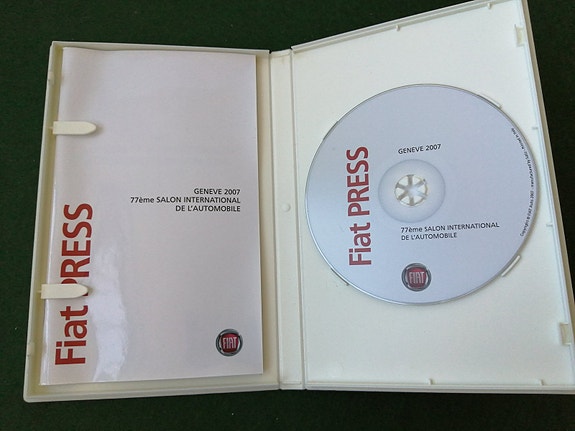 GENEVE 2007
77ème SALON INTERNATIONAL
DE L'AUTOMOBILE
Fiat PRESS
FIAT
GENEVE 2007
Fiat PRESS
77ème SALON INTERNATIONAL
DE L'AUTOMOBILE
FIAT